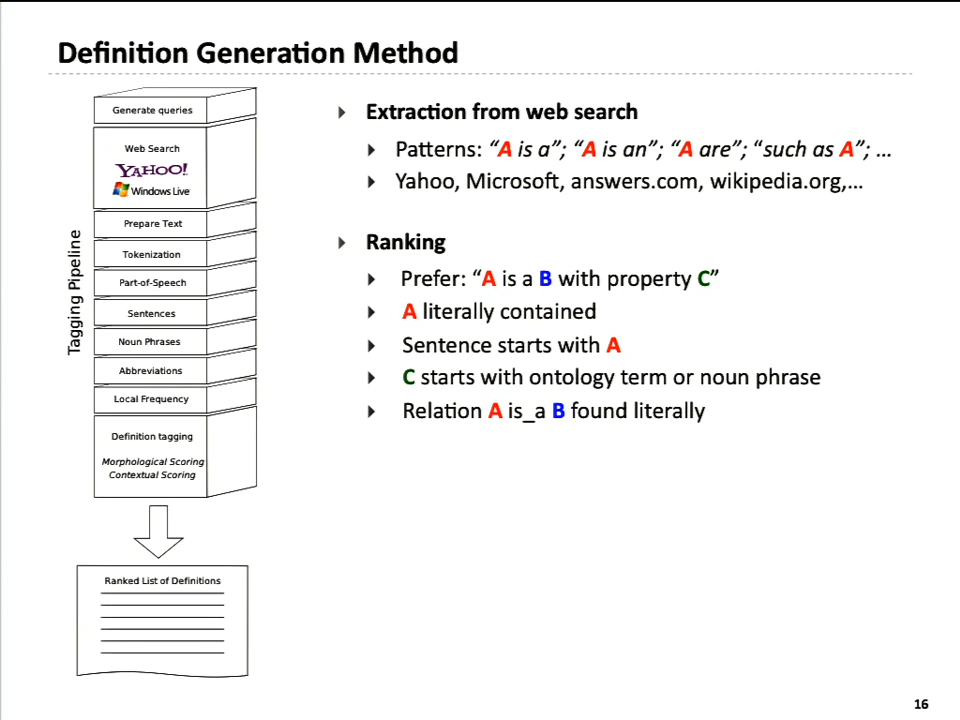 Definition Generation Method
Generate queries
Web Search
YAHOO!
Windows Live
Prepare Text
Tokenization
Part-of-Speech
Sentences
Noun Phrases
Abbreviations
Local Frequency
Definition tagging
Morphological Scoring
Contextual Scoring
Tagging Pipeline
Ranked List of Definitions
Extraction from web search
Patterns: “A is a”; “A is an”; “A are”; “such as A”; ...
Yahoo, Microsoft, answers.com, wikipedia.org,...
Ranking
Prefer: “A is a B with property C”
A literally contained
Sentence starts with A
C starts with ontology term or noun phrase
Relation A is_a B found literally
16